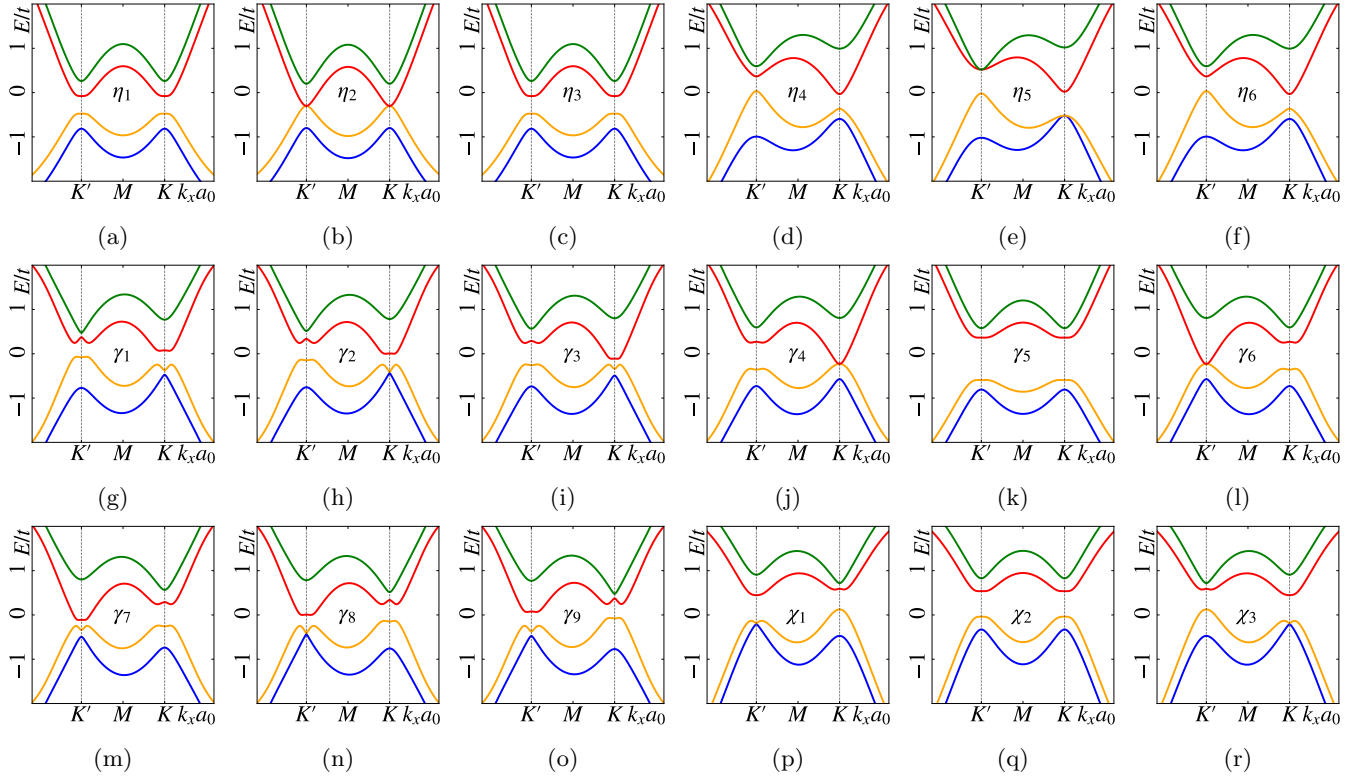 E/t E/t E/t E/t E/t E/t
1 1 1 1 1 1
0 η₁ 0 η₂ 0 η₃ 0 η₄ 0 η₅ 0 η₆
−1 −1 −1 −1 −1 −1
K′ M K kₓa₀ K′ M K kₓa₀ K′ M K kₓa₀ K′ M K kₓa₀ K′ M K kₓa₀ K′ M K kₓa₀
(a) (b) (c) (d) (e) (f)
E/t E/t E/t E/t E/t E/t
1 1 1 1 1 1
0 γ₁ 0 γ₂ 0 γ₃ 0 γ₄ 0 γ₅ 0 γ₆
−1 −1 −1 −1 −1 −1
K′ M K kₓa₀ K′ M K kₓa₀ K′ M K kₓa₀ K′ M K kₓa₀ K′ M K kₓa₀ K′ M K kₓa₀
(g) (h) (i) (j) (k) (l)
E/t E/t E/t E/t E/t E/t
1 1 1 1 1 1
0 γ₇ 0 γ₈ 0 γ₉ 0 χ₁ 0 χ₂ 0 χ₃
−1 −1 −1 −1 −1 −1
K′ M K kₓa₀ K′ M K kₓa₀ K′ M K kₓa₀ K′ M K kₓa₀ K′ M K kₓa₀ K′ M K kₓa₀
(m) (n) (o) (p) (q) (r)